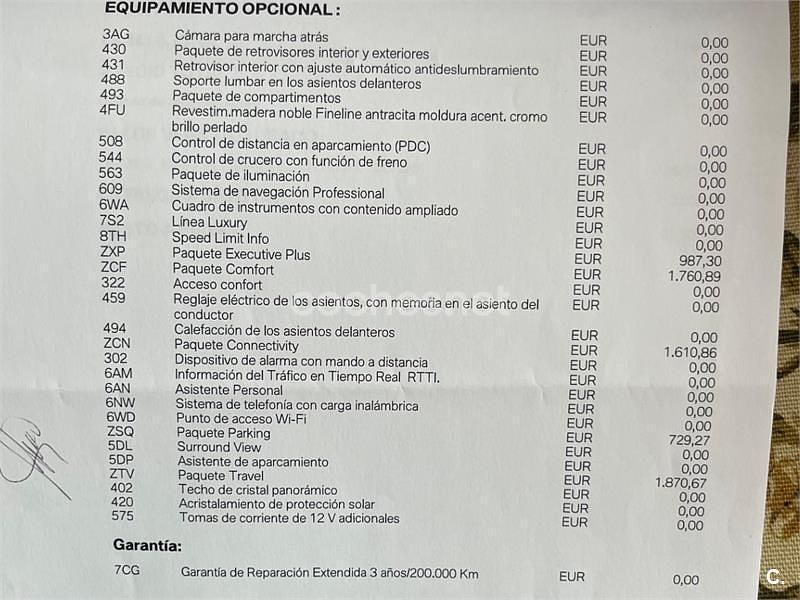 EQUIPAMIENTO OPCIONAL:
3AG Cámara para marcha atrás EUR 0,00
430 Paquete de retrovisores interior y exteriores EUR 0,00
431 Retrovisor interior con ajuste automático antideslumbramiento EUR 0,00
488 Soporte lumbar en los asientos delanteros EUR 0,00
493 Paquete de compartimentos EUR 0,00
4FU Revestim.madera noble Fineline antracita moldura acent. cromo EUR 0,00
brillo perlado
508 Control de distancia en aparcamiento (PDC) EUR 0,00
544 Control de crucero con función de freno EUR 0,00
563 Paquete de iluminación EUR 0,00
609 Sistema de navegación Professional EUR 0,00
6WA Cuadro de instrumentos con contenido ampliado EUR 0,00
7S2 Línea Luxury EUR 0,00
8TH Speed Limit Info EUR 0,00
ZXP Paquete Executive Plus EUR 987,30
ZCF Paquete Comfort EUR 1.760,89
322 Acceso confort EUR 0,00
459 Reglaje eléctrico de los asientos, con memoria en el asiento del EUR 0,00
conductor
494 Calefacción de los asientos delanteros EUR 0,00
ZCN Paquete Connectivity EUR 1.610,86
302 Dispositivo de alarma con mando a distancia EUR 0,00
6AM Información del Tráfico en Tiempo Real RTTI. EUR 0,00
6AN Asistente Personal EUR 0,00
6NW Sistema de telefonía con carga inalámbrica EUR 0,00
6WD Punto de acceso Wi-Fi EUR 0,00
ZSQ Paquete Parking EUR 729,27
5DL Surround View EUR 0,00
5DP Asistente de aparcamiento EUR 0,00
ZTV Paquete Travel EUR 1.870,67
402 Techo de cristal panorámico EUR 0,00
420 Acristalamiento de protección solar EUR 0,00
575 Tomas de corriente de 12 V adicionales EUR 0,00
Garantía:
7CG Garantía de Reparación Extendida 3 años/200.000 Km EUR 0,00
coches.net
C.